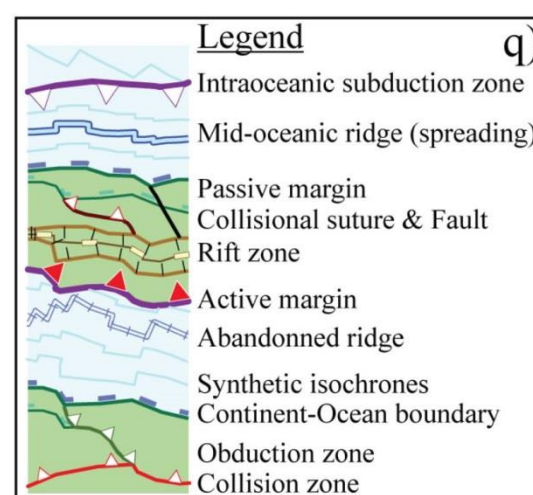 Legend q)
Intraoceanic subduction zone
Mid-oceanic ridge (spreading)
Passive margin
Collisional suture & Fault
Rift zone
Active margin
Abandonned ridge
Synthetic isochrones
Continent-Ocean boundary
Obduction zone
Collision zone